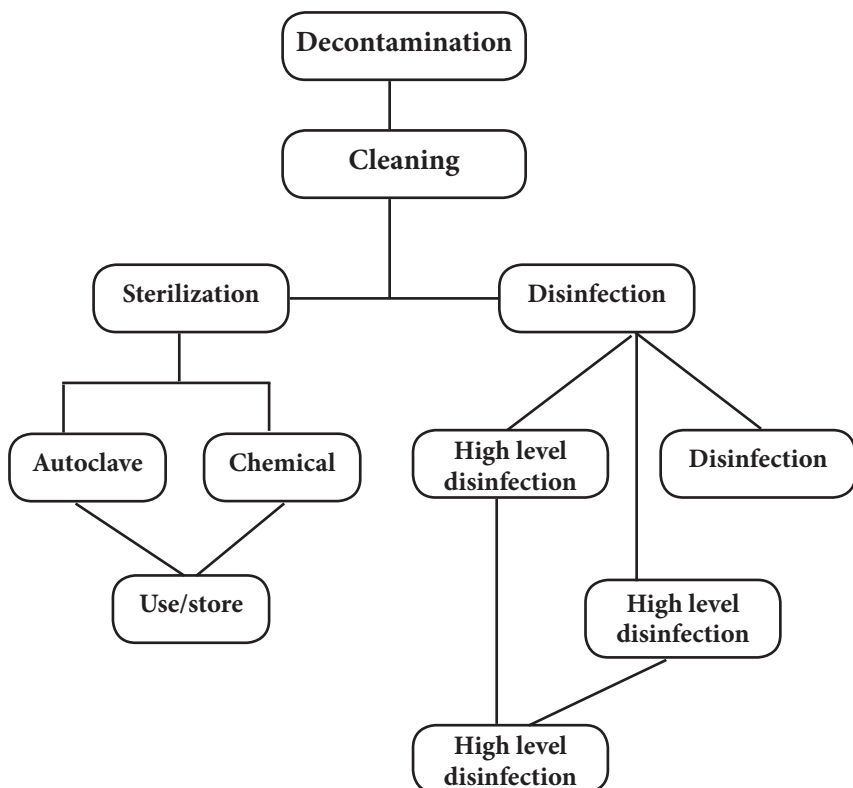 Decontamination
Cleaning
Sterilization
Disinfection
Autoclave
Chemical
High level
disinfection
Disinfection
Use/store
High level
disinfection
High level
disinfection